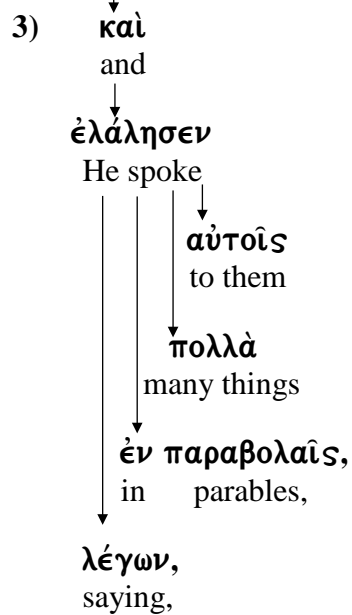 3) καὶ
and
ἐλάλησεν
He spoke
αὐτοῖς
to them
πολλὰ
many things
ἐν παραβολαῖς,
in parables,
λέγων,
saying,